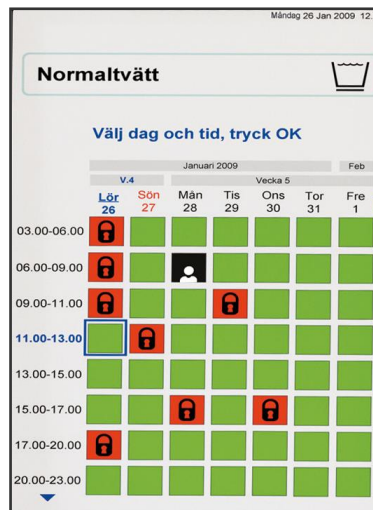 Måndag 26 Jan 2009 12.
Normaltvätt
Välj dag och tid, tryck OK
Januari 2009 Feb
V.4 Vecka 5
Lör Sön Mån Tis Ons Tor Fre
26 27 28 29 30 31 1
03.00-06.00
06.00-09.00
09.00-11.00
11.00-13.00
13.00-15.00
15.00-17.00
17.00-20.00
20.00-23.00